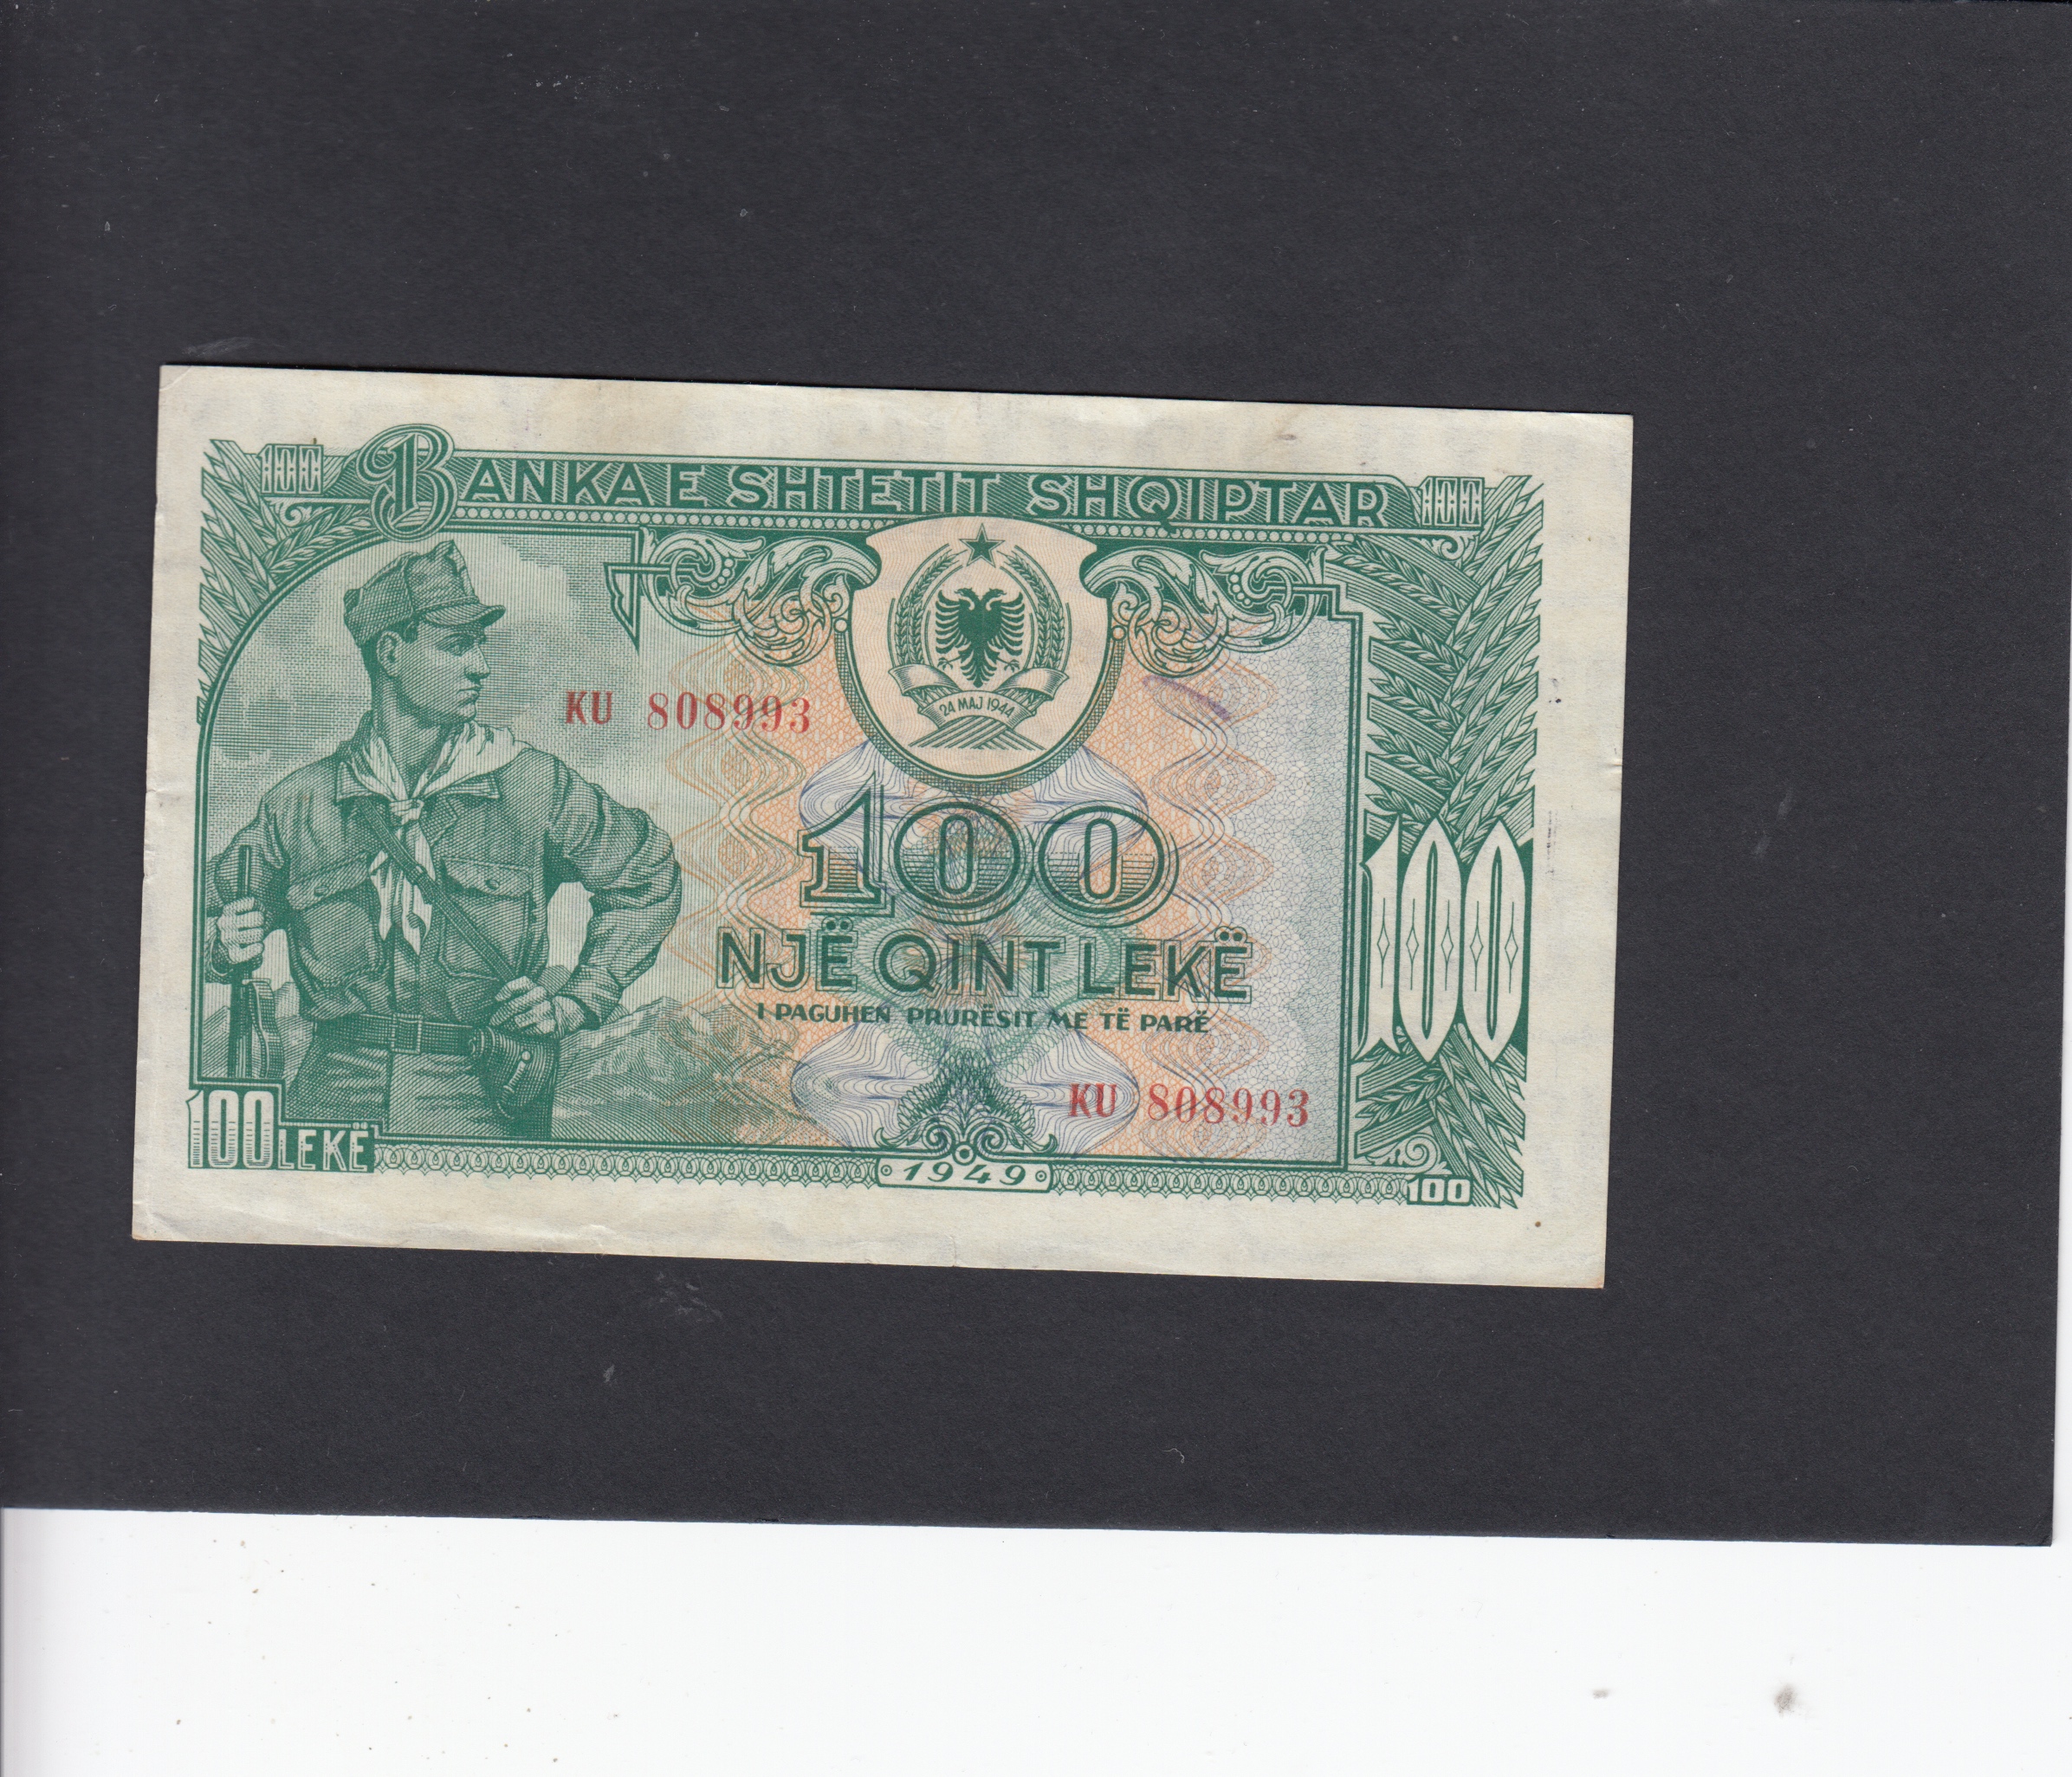 100 BANKA E SHTETIT SHQIPTAR 100
24 MAJ 1944
KU 808993
100
NJË QINT LEKË
I PAGUHEN PRURËSIT ME TË PARË
100
KU 808993
100 LEKË
1949
100